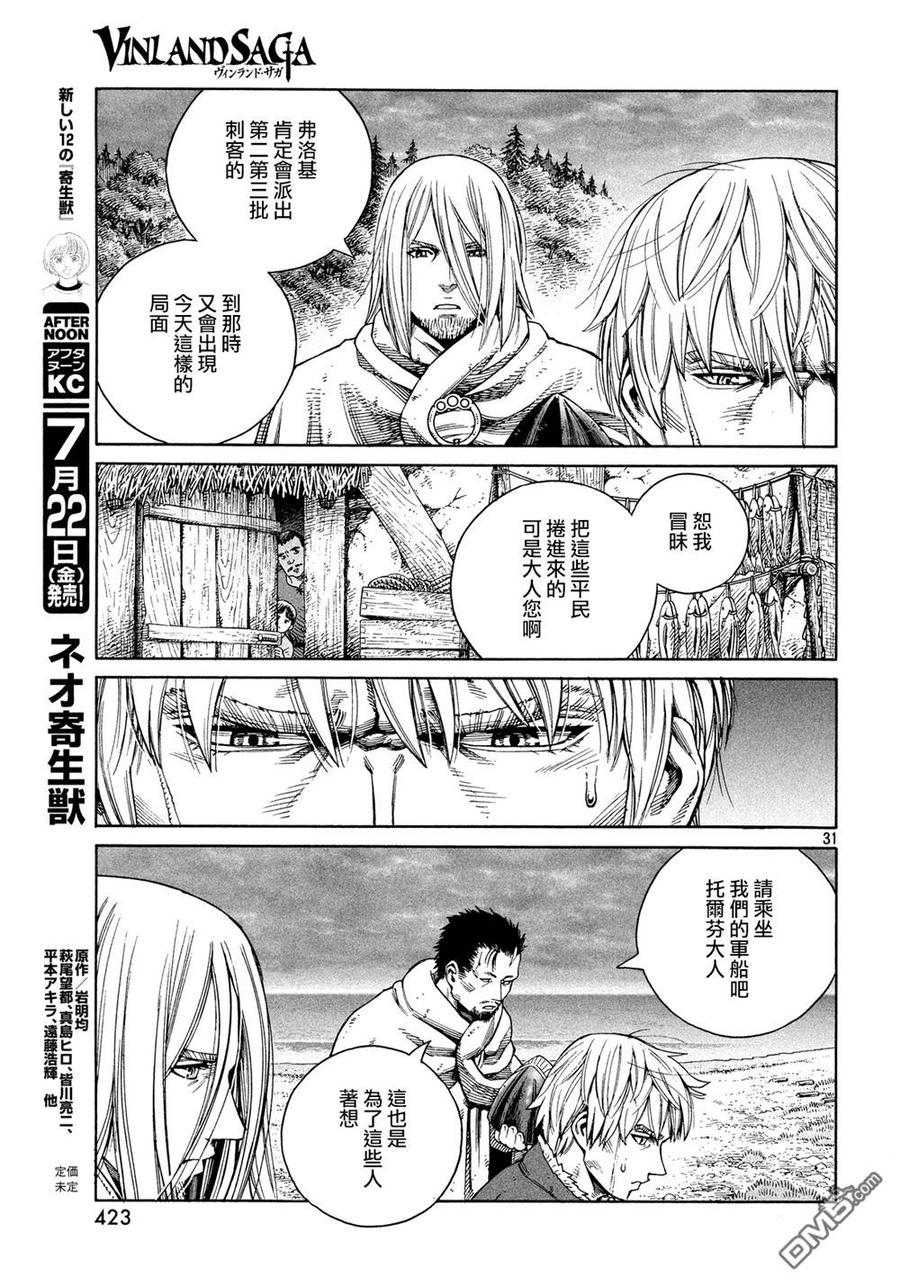 VINLAND SAGA
ヴィンランド・サガ
弗洛基
肯定會派出
第二第三批
刺客的
到那時
又會出現
今天這樣的
局面
恕我
冒昧
把這些平民
捲進來的
可是大人您啊
31
請乘坐
我們的軍船吧
托爾芬大人
這也是
為了這些人
著想
新しい12の『寄生獣』
AFTER
NOON
アフタ
ヌーン
KC
7月22日(金)発売!
ネオ寄生獣
原作/岩明均
萩尾望都、真島ヒロ、皆川亮二、
平本アキラ、遠藤浩輝 他
定価
未定
423
DM5.com